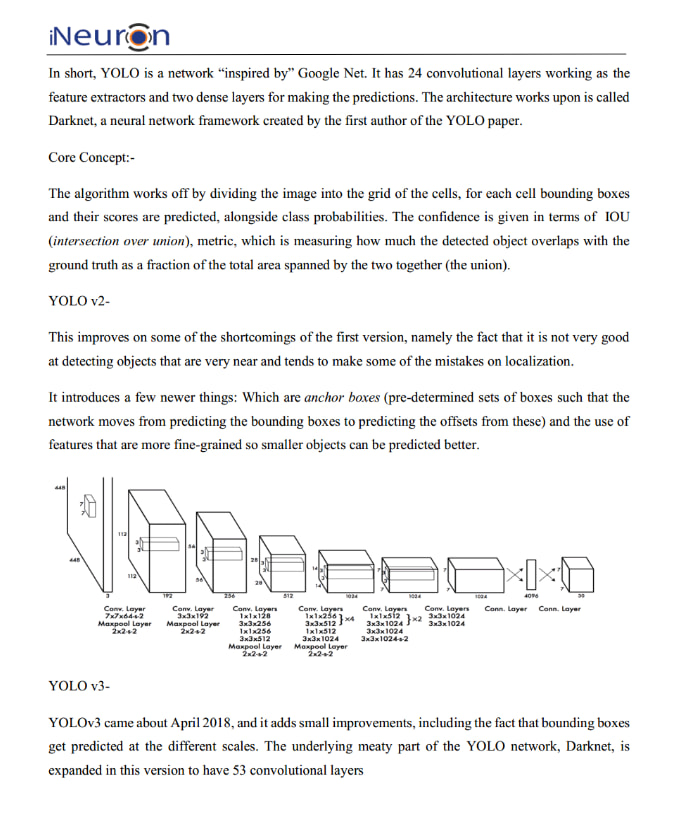 iNeuron
In short, YOLO is a network “inspired by” Google Net. It has 24 convolutional layers working as the
feature extractors and two dense layers for making the predictions. The architecture works upon is called
Darknet, a neural network framework created by the first author of the YOLO paper.
Core Concept:-
The algorithm works off by dividing the image into the grid of the cells, for each cell bounding boxes
and their scores are predicted, alongside class probabilities. The confidence is given in terms of IOU
(intersection over union), metric, which is measuring how much the detected object overlaps with the
ground truth as a fraction of the total area spanned by the two together (the union).
YOLO v2-
This improves on some of the shortcomings of the first version, namely the fact that it is not very good
at detecting objects that are very near and tends to make some of the mistakes on localization.
It introduces a few newer things: Which are anchor boxes (pre-determined sets of boxes such that the
network moves from predicting the bounding boxes to predicting the offsets from these) and the use of
features that are more fine-grained so smaller objects can be predicted better.
448
448
7
7
3
112
112
3
3
192
56
56
3
3
256
28
28
3
3
512
14
14
3
3
1024
7
7
3
3
1024
7
7
1024
4096
7
7
30
Conv. Layer
7x7x64-s-2
Maxpool Layer
2x2-s-2
Conv. Layer
3x3x192
Maxpool Layer
2x2-s-2
Conv. Layers
1x1x128
3x3x256
1x1x256
3x3x512
Maxpool Layer
2x2-s-2
Conv. Layers
1x1x256
3x3x512 }x4
1x1x512
3x3x1024
Maxpool Layer
2x2-s-2
Conv. Layers
1x1x512
3x3x1024 }x2
3x3x1024
3x3x1024-s-2
Conv. Layers
3x3x1024
3x3x1024
Conn. Layer
Conn. Layer
YOLO v3-
YOLOv3 came about April 2018, and it adds small improvements, including the fact that bounding boxes
get predicted at the different scales. The underlying meaty part of the YOLO network, Darknet, is
expanded in this version to have 53 convolutional layers